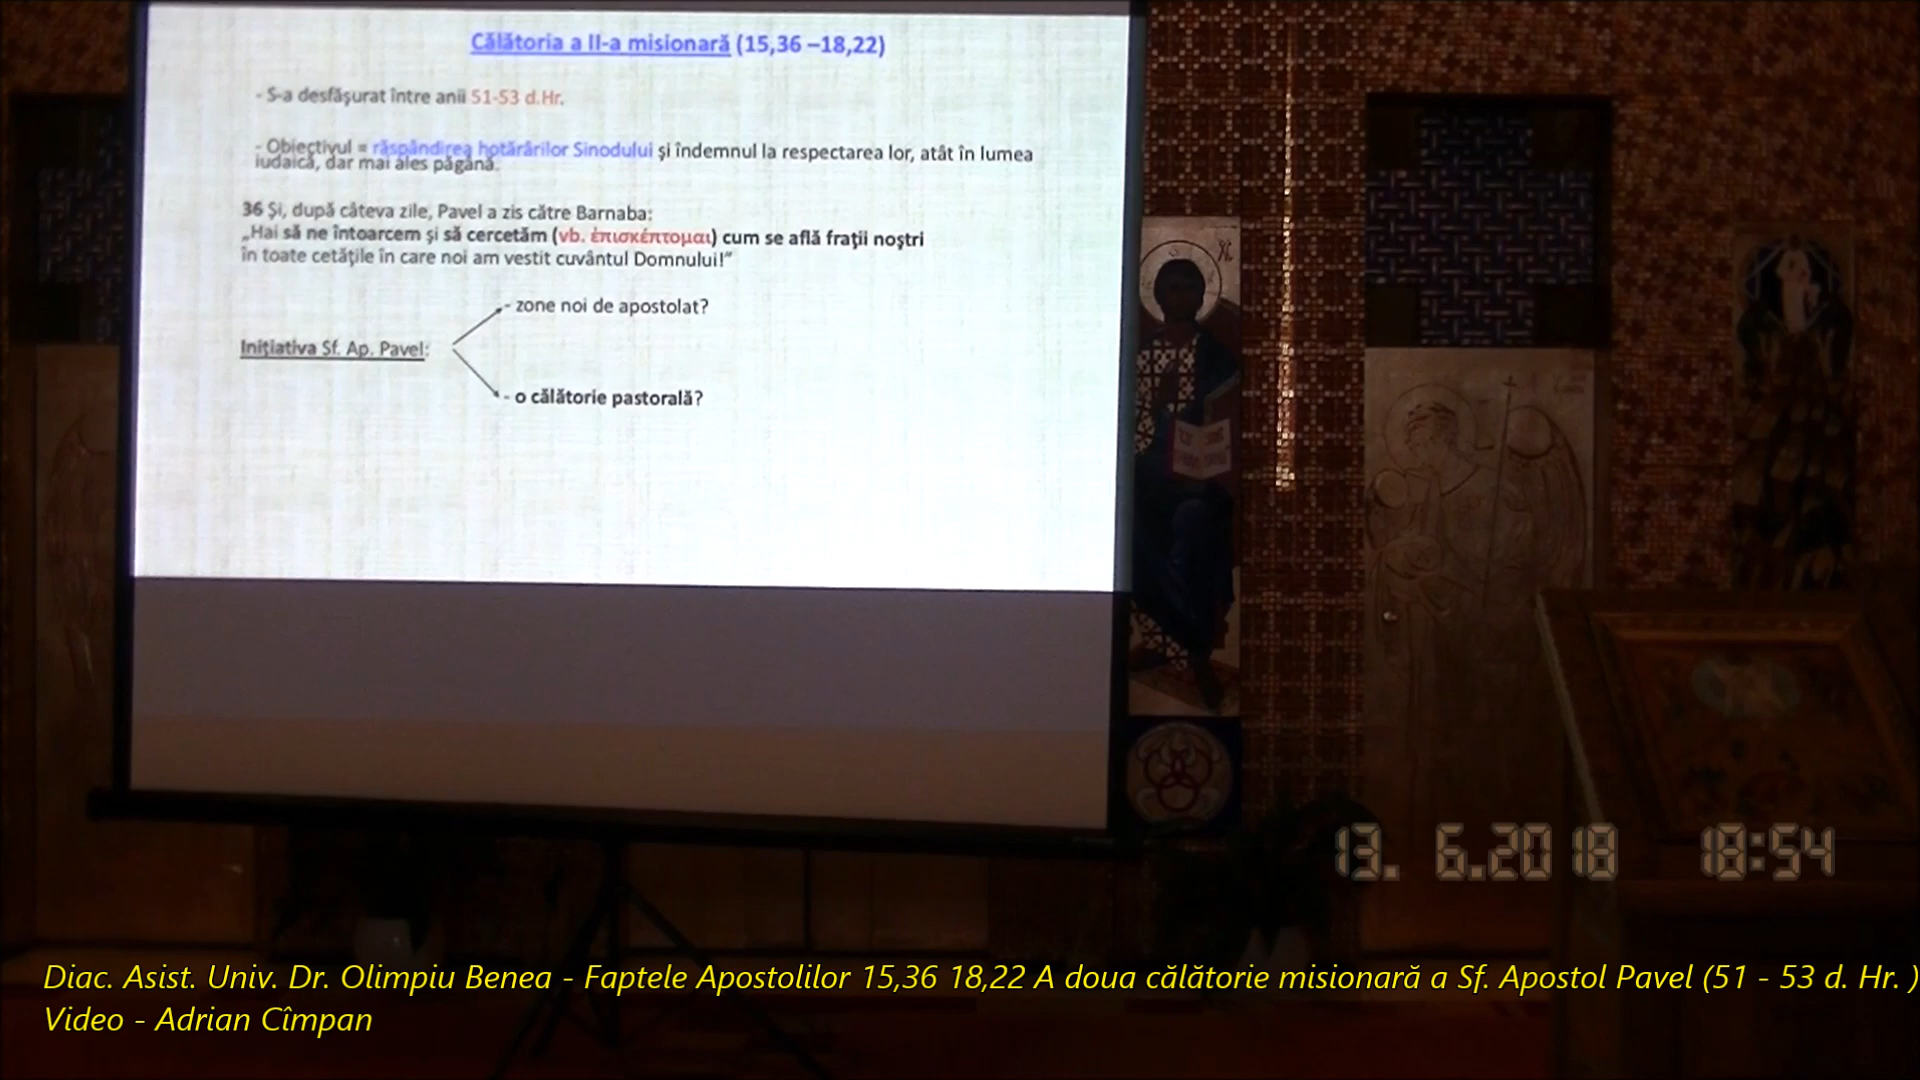 Călătoria a II-a misionară (15,36 –18,22)
- S-a desfășurat între anii 51-53 d.Hr.
- Obiectivul = răspândirea hotărârilor Sinodului și îndemnul la respectarea lor, atât în lumea
iudaică, dar mai ales păgână.
36 Și, după câteva zile, Pavel a zis către Barnaba:
„Hai să ne întoarcem și să cercetăm (vb. ἐπισκέπτομαι) cum se află frații noștri
în toate cetățile în care noi am vestit cuvântul Domnului!”
- zone noi de apostolat?
Inițiativa Sf. Ap. Pavel:
- o călătorie pastorală?
13. 6.2018 18:54
Diac. Asist. Univ. Dr. Olimpiu Benea - Faptele Apostolilor 15,36 18,22 A doua călătorie misionară a Sf. Apostol Pavel (51 - 53 d. Hr. )
Video - Adrian Cîmpan